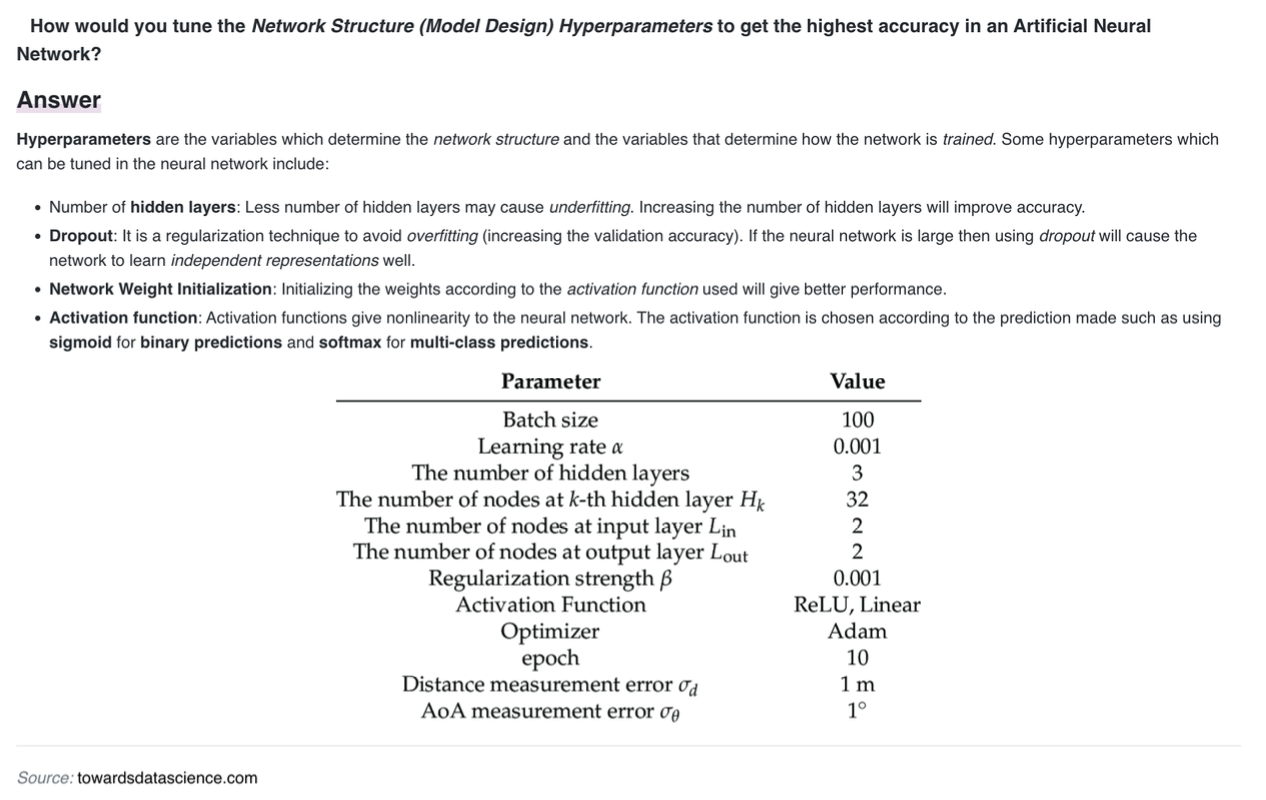 How would you tune the Network Structure (Model Design) Hyperparameters to get the highest accuracy in an Artificial Neural
Network?
Answer
Hyperparameters are the variables which determine the network structure and the variables that determine how the network is trained. Some hyperparameters which
can be tuned in the neural network include:
• Number of hidden layers: Less number of hidden layers may cause underfitting. Increasing the number of hidden layers will improve accuracy.
• Dropout: It is a regularization technique to avoid overfitting (increasing the validation accuracy). If the neural network is large then using dropout will cause the
network to learn independent representations well.
• Network Weight Initialization: Initializing the weights according to the activation function used will give better performance.
• Activation function: Activation functions give nonlinearity to the neural network. The activation function is chosen according to the prediction made such as using
sigmoid for binary predictions and softmax for multi-class predictions.
Parameter Value
Batch size 100
Learning rate α 0.001
The number of hidden layers 3
The number of nodes at k-th hidden layer Hk 32
The number of nodes at input layer Lin 2
The number of nodes at output layer Lout 2
Regularization strength β 0.001
Activation Function ReLU, Linear
Optimizer Adam
epoch 10
Distance measurement error σd 1 m
AoA measurement error σθ 1°
Source: towardsdatascience.com